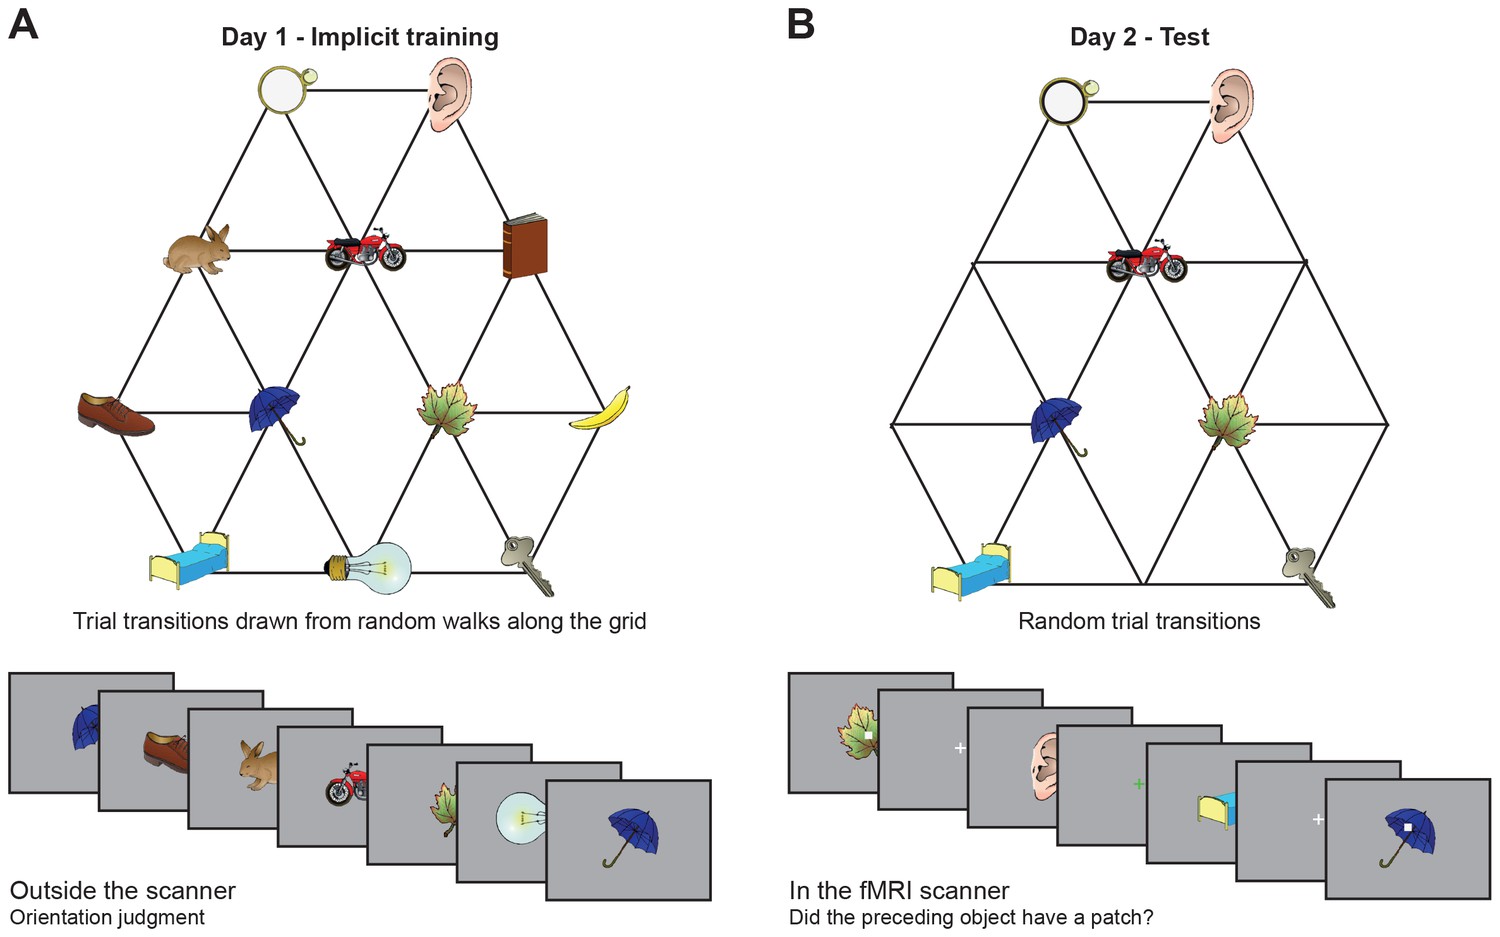 A
Day 1 - Implicit training
Trial transitions drawn from random walks along the grid
Outside the scanner
Orientation judgment
B
Day 2 - Test
Random trial transitions
In the fMRI scanner
Did the preceding object have a patch?